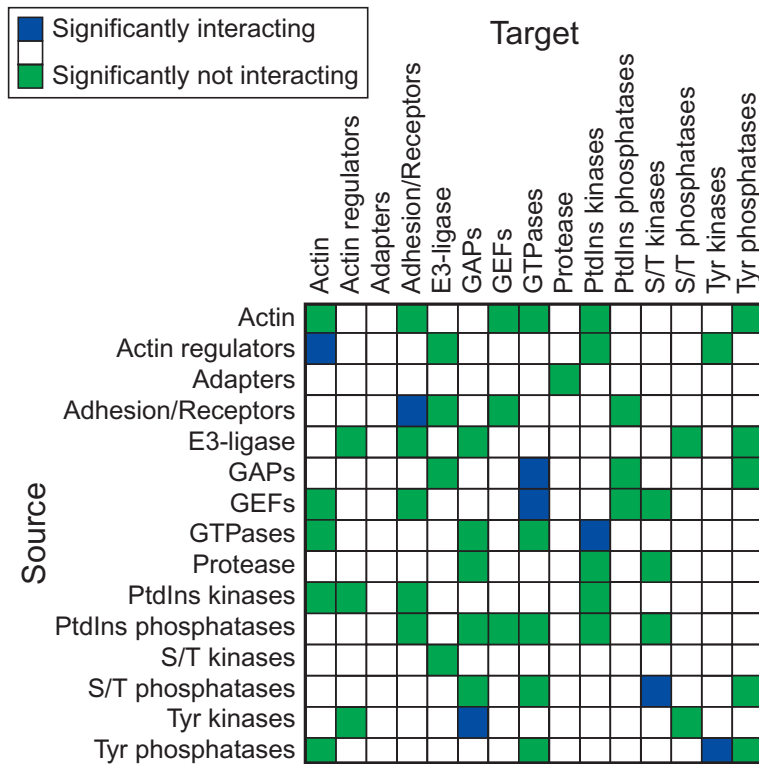 Significantly interacting
Significantly not interacting
Target
Actin
Actin regulators
Adapters
Adhesion/Receptors
E3-ligase
GAPs
GEFs
GTPases
Protease
PtdIns kinases
PtdIns phosphatases
S/T kinases
S/T phosphatases
Tyr kinases
Tyr phosphatases
Source
Actin
Actin regulators
Adapters
Adhesion/Receptors
E3-ligase
GAPs
GEFs
GTPases
Protease
PtdIns kinases
PtdIns phosphatases
S/T kinases
S/T phosphatases
Tyr kinases
Tyr phosphatases